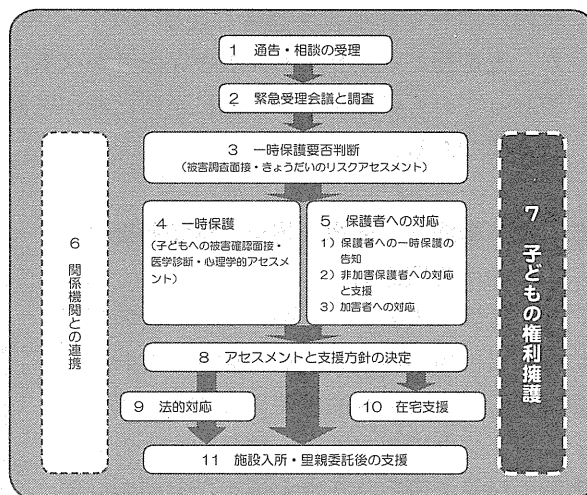 1 通告・相談の受理
2 緊急受理会議と調査
3 一時保護要否判断
(被害調査面接・きょうだいのリスクアセスメント)
4 一時保護
(子どもへの被害確認面接・
医学診断・心理学的アセスメ
ント)
5 保護者への対応
1）保護者への一時保護の
告知
2）非加害保護者への対応
と支援
3）加害者への対応
6 関係機関との連携
7 子どもの権利擁護
8 アセスメントと支援方針の決定
9 法的対応
10 在宅支援
11 施設入所・里親委託後の支援